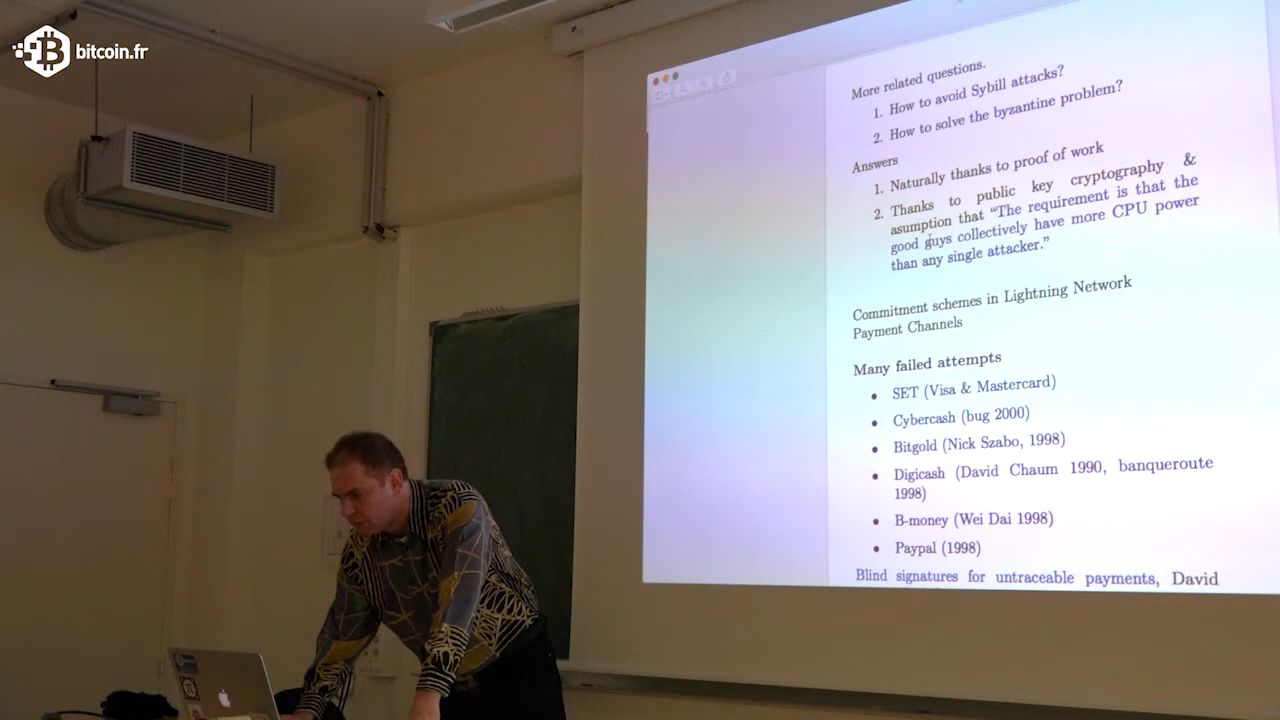 bitcoin.fr
More related questions.
1. How to avoid Sybill attacks?
2. How to solve the byzantine problem?
Answers
1. Naturally thanks to proof of work
2. Thanks to public key cryptography &
asumption that “The requirement is that the
good guys collectively have more CPU power
than any single attacker.”
Commitment schemes in Lightning Network
Payment Channels
Many failed attempts
• SET (Visa & Mastercard)
• Cybercash (bug 2000)
• Bitgold (Nick Szabo, 1998)
• Digicash (David Chaum 1990, banqueroute
1998)
• B-money (Wei Dai 1998)
• Paypal (1998)
Blind signatures for untraceable payments, David